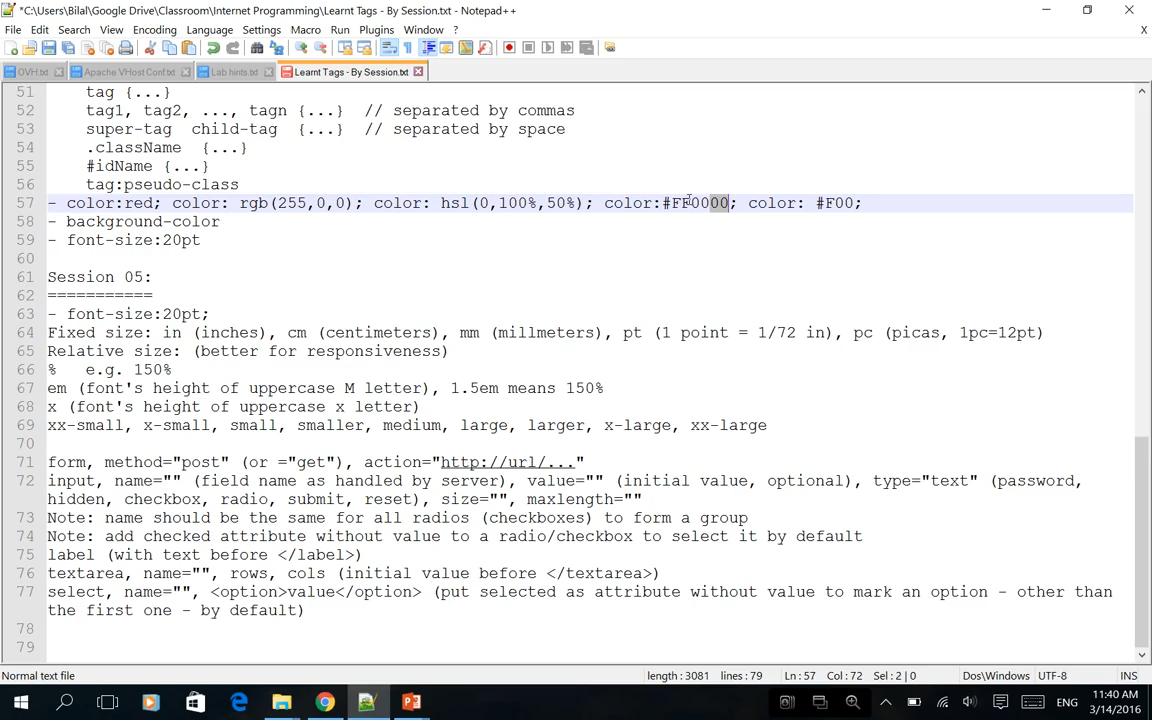 *C:\Users\Bilal\Google Drive\Classroom\Internet Programming\Learnt Tags - By Session.txt - Notepad++
File Edit Search View Encoding Language Settings Macro Run Plugins Window ? X
OVH.txt Apache VHost Conf.txt Lab hints.txt Learnt Tags - By Session.txt
51 tag {...}
52 tag1, tag2, ..., tagn {...} // separated by commas
53 super-tag child-tag {...} // separated by space
54 .className {...}
55 #idName {...}
56 tag:pseudo-class
57 - color:red; color: rgb(255,0,0); color: hsl(0,100%,50%); color:#FF0000; color: #F00;
58 - background-color
59 - font-size:20pt
60
61 Session 05:
62 ===========
63 - font-size:20pt;
64 Fixed size: in (inches), cm (centimeters), mm (millmeters), pt (1 point = 1/72 in), pc (picas, 1pc=12pt)
65 Relative size: (better for responsiveness)
66 % e.g. 150%
67 em (font's height of uppercase M letter), 1.5em means 150%
68 x (font's height of uppercase x letter)
69 xx-small, x-small, small, smaller, medium, large, larger, x-large, xx-large
70
71 form, method="post" (or ="get"), action="http://url/..."
72 input, name="" (field name as handled by server), value="" (initial value, optional), type="text" (password,
hidden, checkbox, radio, submit, reset), size="", maxlength=""
73 Note: name should be the same for all radios (checkboxes) to form a group
74 Note: add checked attribute without value to a radio/checkbox to select it by default
75 label (with text before </label>)
76 textarea, name="", rows, cols (initial value before </textarea>)
77 select, name="", <option>value</option> (put selected as attribute without value to mark an option - other than
the first one - by default)
78
79
Normal text file length : 3081 lines : 79 Ln : 57 Col : 72 Sel : 2 | 0 Dos\Windows UTF-8 INS
ENG 11:40 AM
3/14/2016